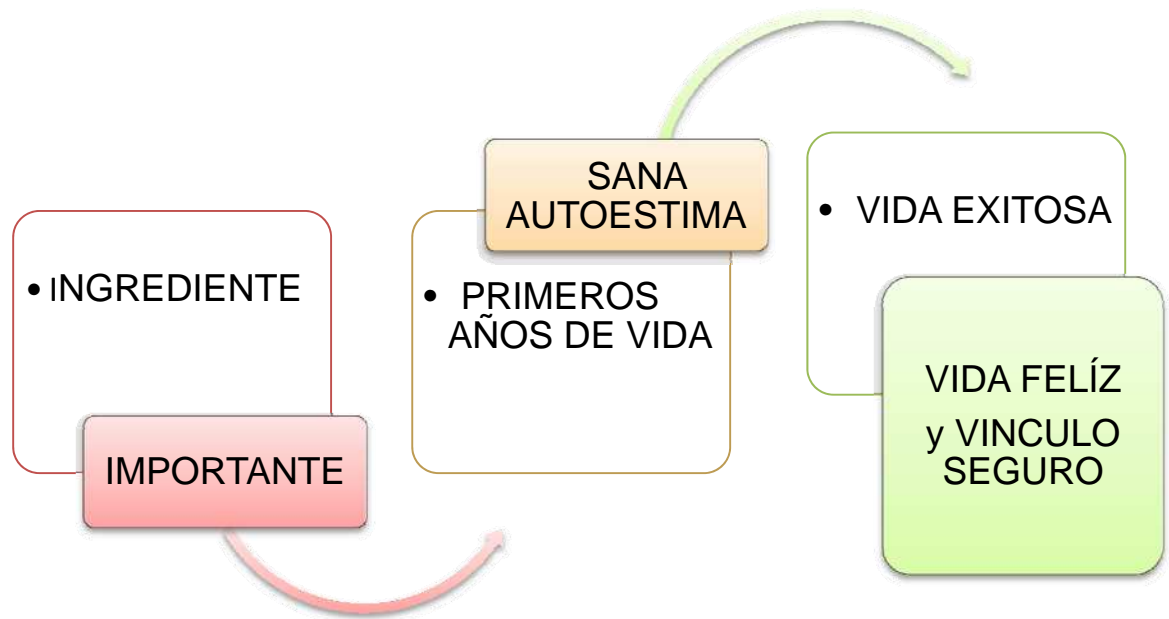 • INGREDIENTE
IMPORTANTE
SANA
AUTOESTIMA
• PRIMEROS
AÑOS DE VIDA
• VIDA EXITOSA
VIDA FELÍZ
y VINCULO
SEGURO